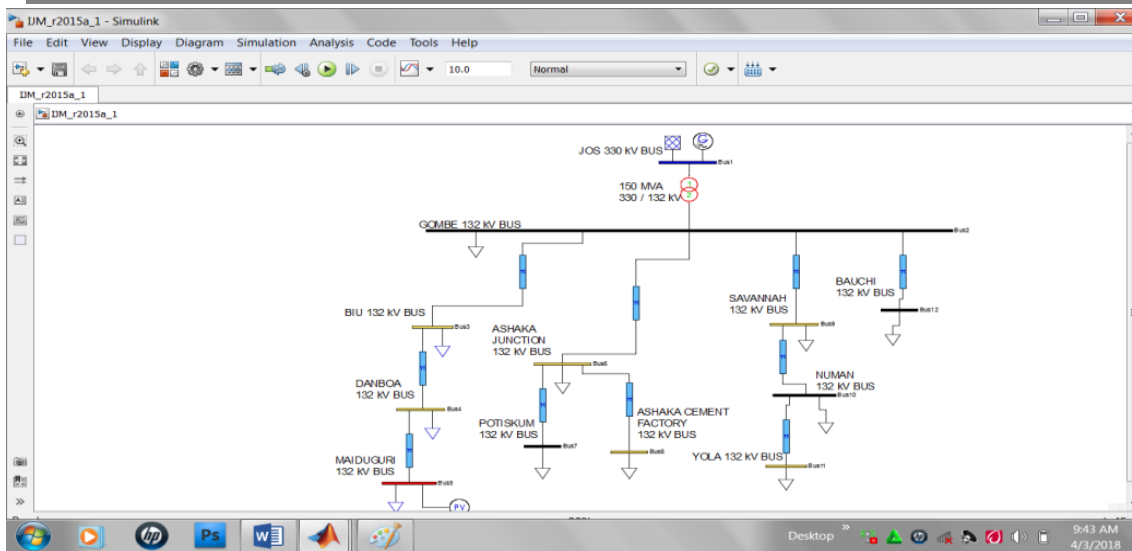 IJM_r2015a_1 - Simulink
File Edit View Display Diagram Simulation Analysis Code Tools Help
10.0
Normal
IJM_r2015a_1
IJM_r2015a_1
JOS 330 kV BUS
G
Bus1
150 MVA
330 / 132 kV
1
2
GOMBE 132 kV BUS
Bus2
BIU 132 kV BUS
Bus3
ASHAKA
JUNCTION
132 kV BUS
Bus6
SAVANNAH
132 kV BUS
Bus9
BAUCHI
132 kV BUS
Bus12
DANBOA
132 kV BUS
Bus4
POTISKUM
132 kV BUS
Bus7
ASHAKA CEMENT
FACTORY
132 kV BUS
Bus8
NUMAN
132 kV BUS
Bus10
MAIDUGURI
132 kV BUS
Bus5
YOLA 132 kV BUS
Bus11
PV
hp
Ps
W
Desktop
9:43 AM
4/3/2018